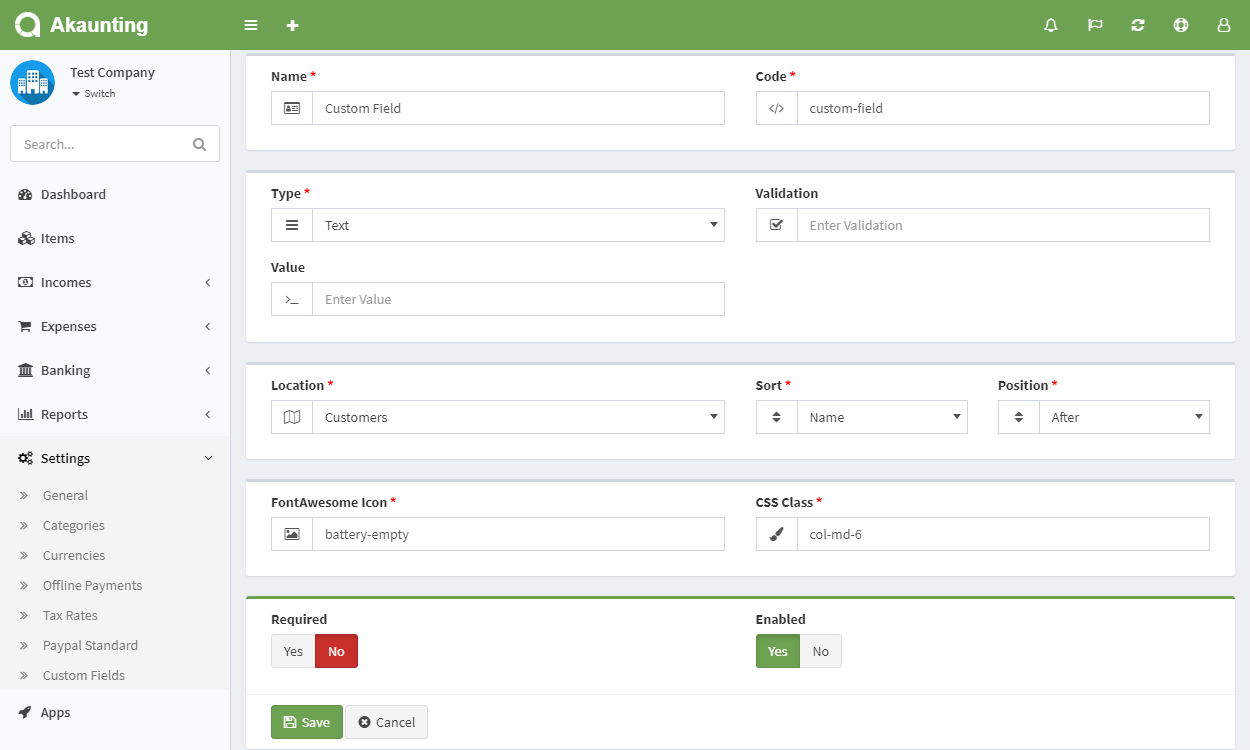 Akaunting
Test Company
Switch
Search...
Dashboard
Items
Incomes
Expenses
Banking
Reports
Settings
General
Categories
Currencies
Offline Payments
Tax Rates
Paypal Standard
Custom Fields
Apps
Name * Code *
Custom Field custom-field
Type * Validation
Text Enter Validation
Value
Enter Value
Location * Sort * Position *
Customers Name After
FontAwesome Icon * CSS Class *
battery-empty col-md-6
Required Enabled
Yes No Yes No
Save Cancel